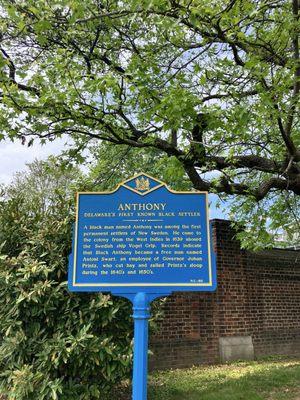 ANTHONY
DELAWARE'S FIRST KNOWN BLACK SETTLER
A black man named Anthony was among the first
permanent settlers of New Sweden. He came to
the colony from the West Indies in 1639 aboard
the Swedish ship Vogel Grip. Records indicate
that Black Anthony became a free man named
Antoni Swart, an employee of Governor Johan
Printz, who cut hay and sailed Printz's sloop
during the 1640's and 1650's.